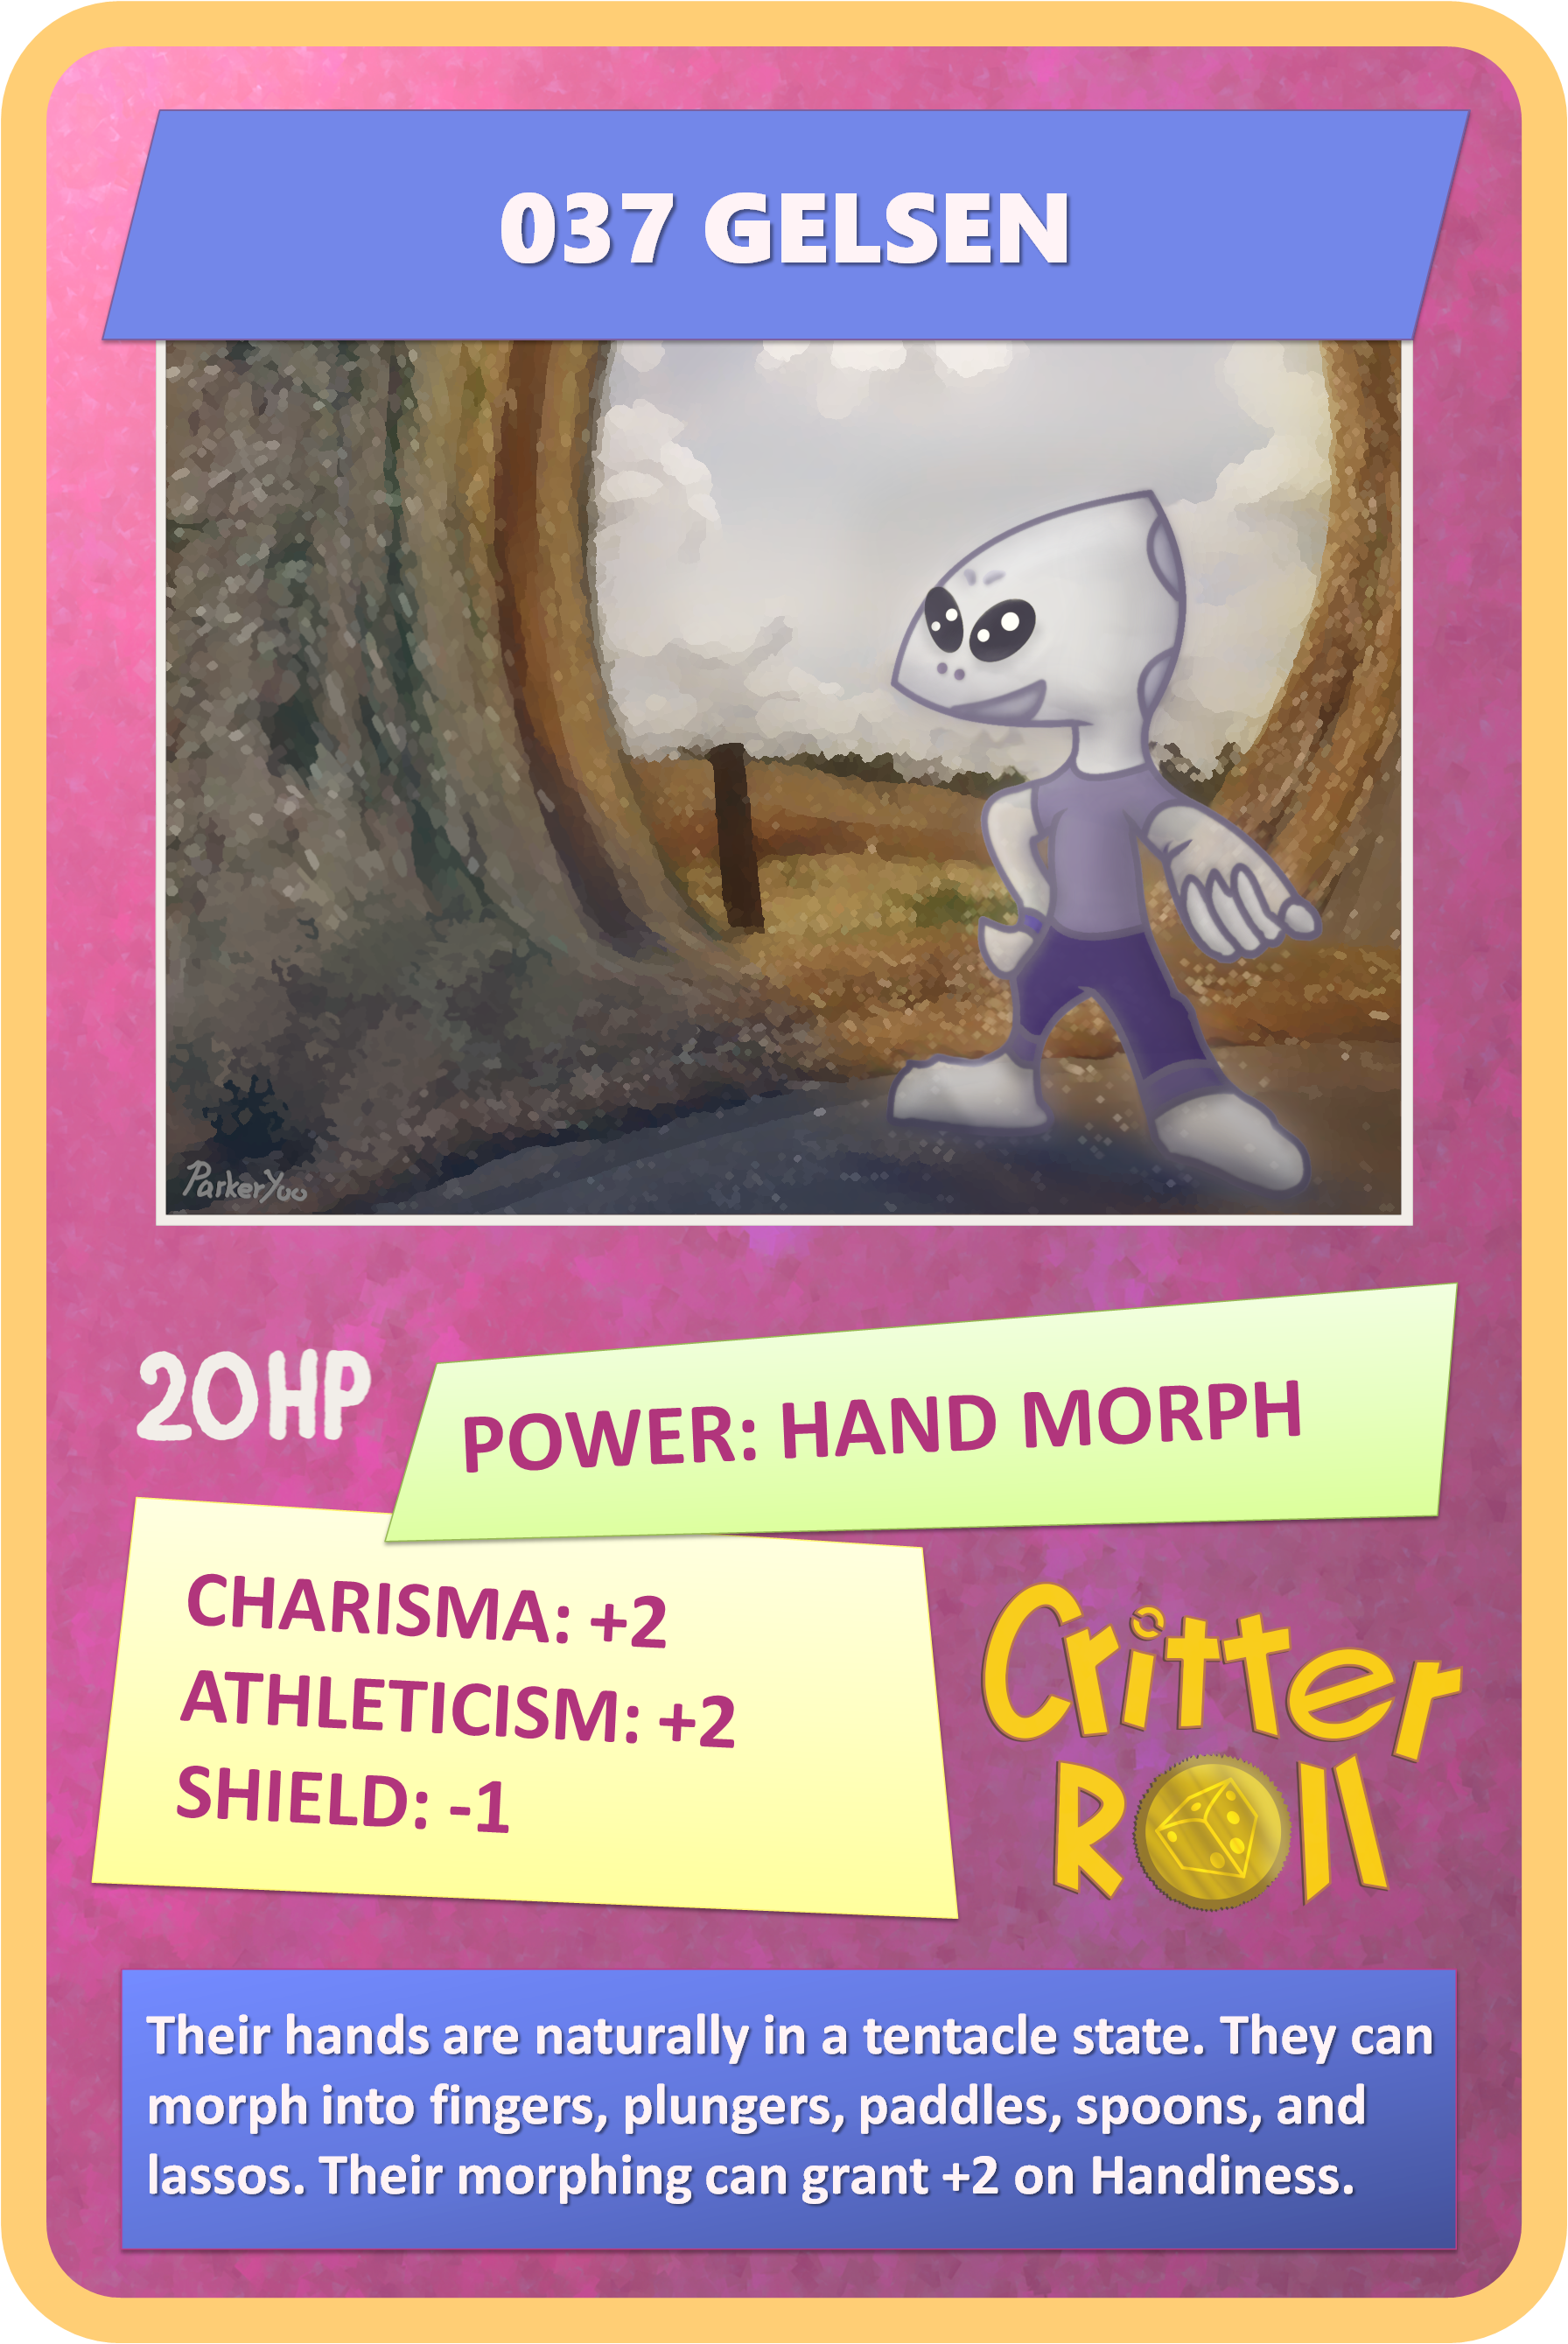 037 GELSEN
ParkerYoo
20HP
POWER: HAND MORPH
CHARISMA: +2
ATHLETICISM: +2
SHIELD: -1
Critter
Roll
Their hands are naturally in a tentacle state. They can
morph into fingers, plungers, paddles, spoons, and
lassos. Their morphing can grant +2 on Handiness.